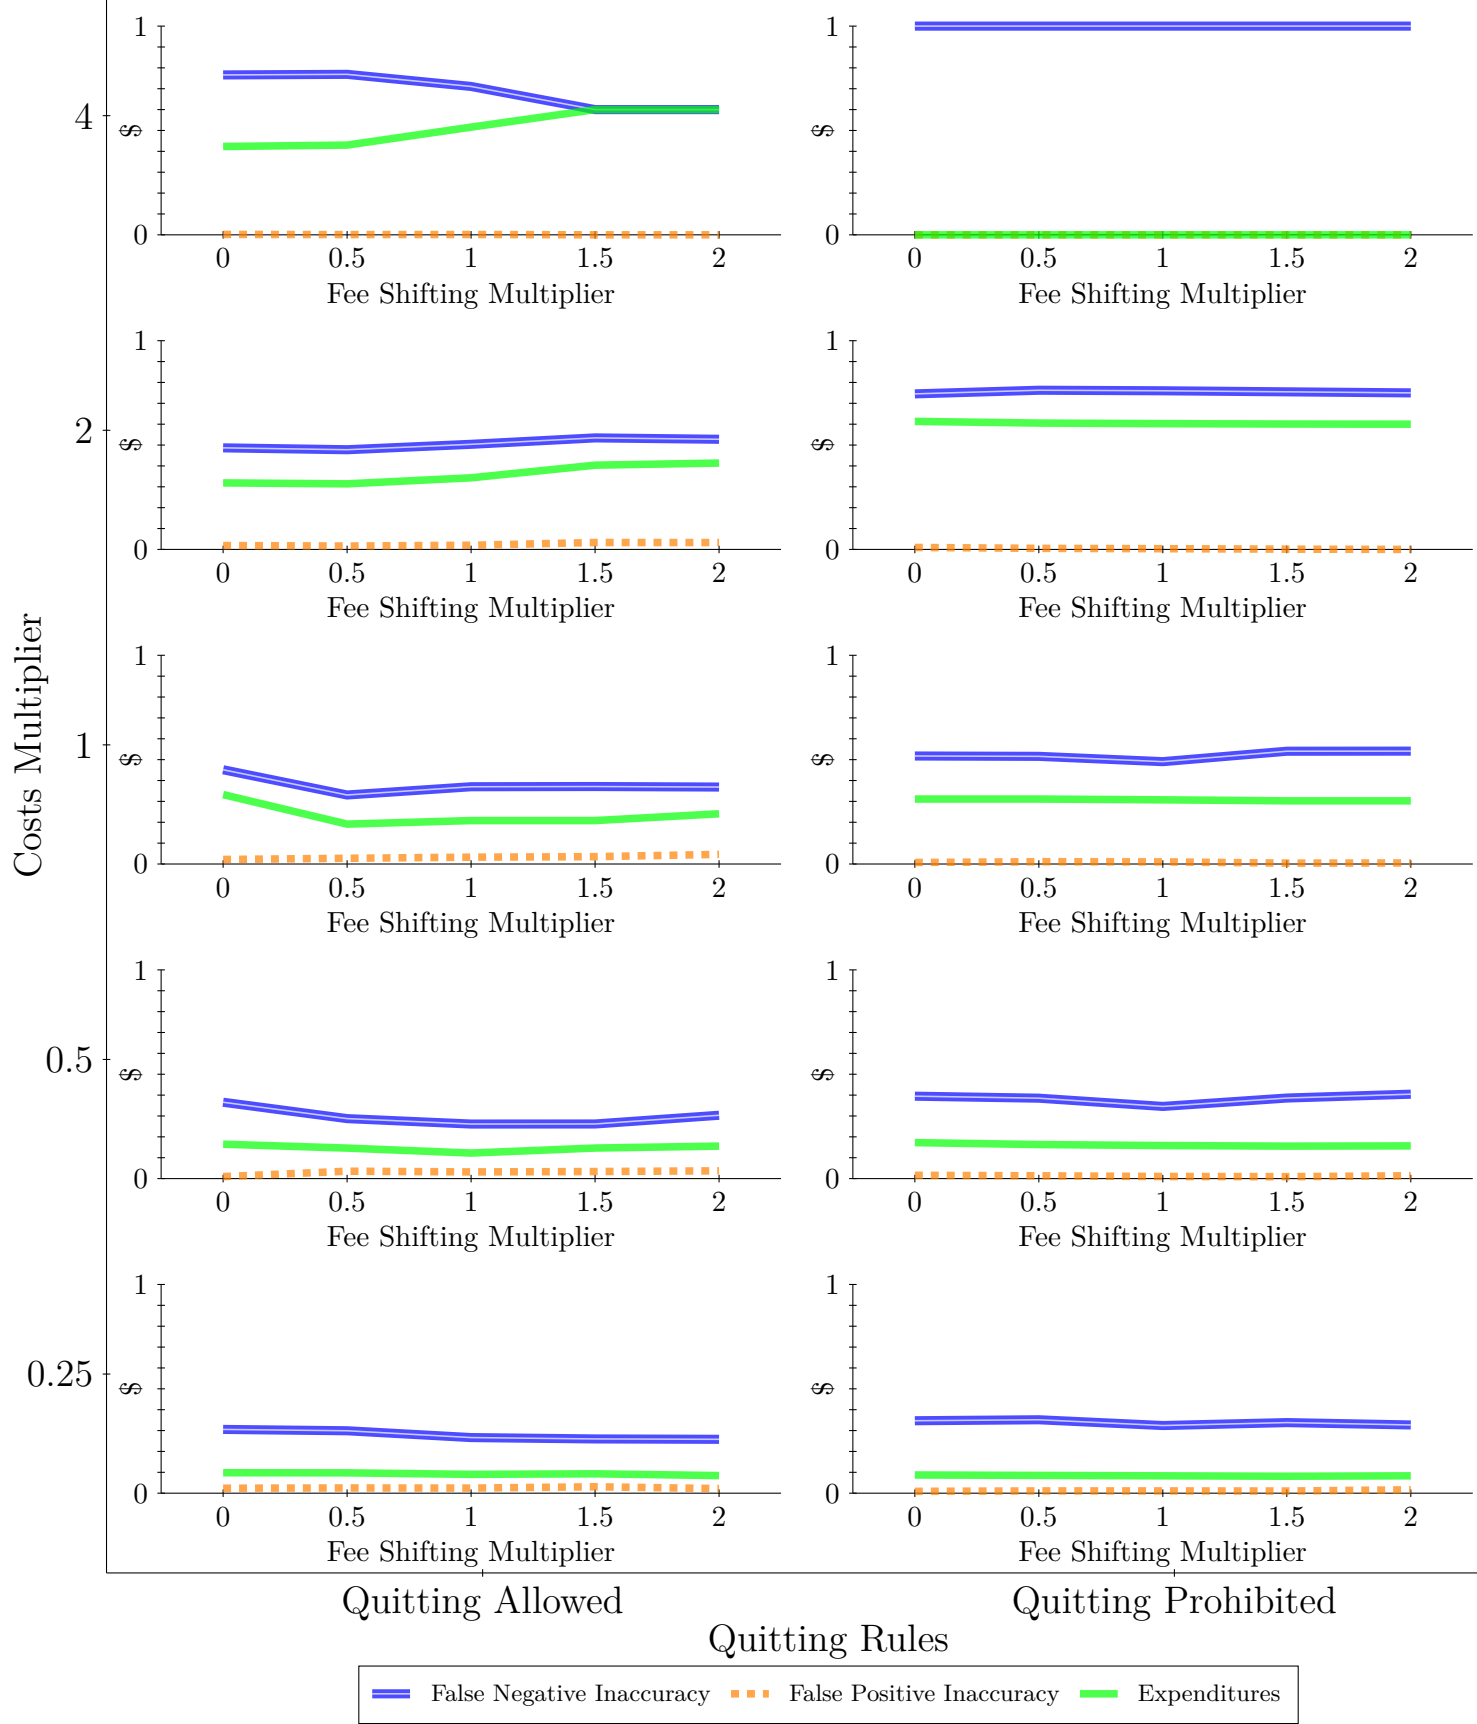 Costs Multiplier
4
1
$
0
0 0.5 1 1.5 2
Fee Shifting Multiplier
1
$
0
0 0.5 1 1.5 2
Fee Shifting Multiplier
2
1
$
0
0 0.5 1 1.5 2
Fee Shifting Multiplier
1
$
0
0 0.5 1 1.5 2
Fee Shifting Multiplier
1
1
$
0
0 0.5 1 1.5 2
Fee Shifting Multiplier
1
$
0
0 0.5 1 1.5 2
Fee Shifting Multiplier
0.5
1
$
0
0 0.5 1 1.5 2
Fee Shifting Multiplier
1
$
0
0 0.5 1 1.5 2
Fee Shifting Multiplier
0.25
1
$
0
0 0.5 1 1.5 2
Fee Shifting Multiplier
1
$
0
0 0.5 1 1.5 2
Fee Shifting Multiplier
Quitting Allowed
Quitting Prohibited
Quitting Rules
False Negative Inaccuracy False Positive Inaccuracy Expenditures